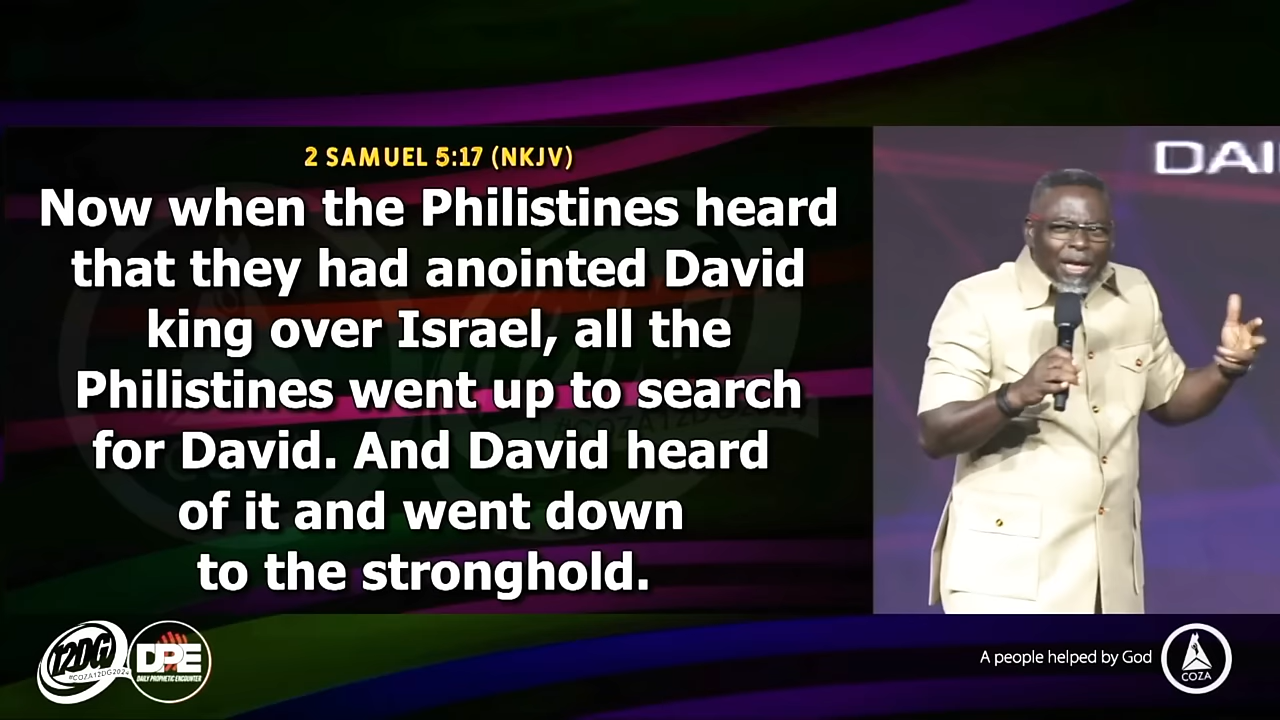 2 SAMUEL 5:17 (NKJV)
Now when the Philistines heard
that they had anointed David
king over Israel, all the
Philistines went up to search
for David. And David heard
of it and went down
to the stronghold.
DAI
12DG
#COZA12DG2024
DPE
DAILY PROPHETIC ENCOUNTER
A people helped by God
COZA